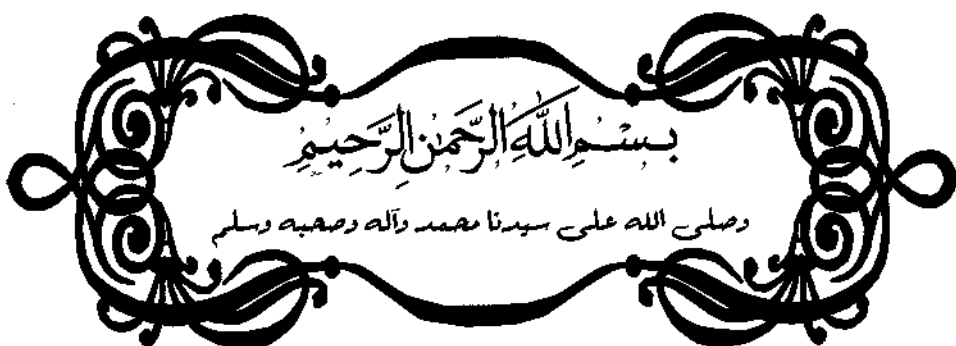 بسم الله الرحمن الرحيم
وصلى الله على سيدنا محمد وآله وصحبه وسلم